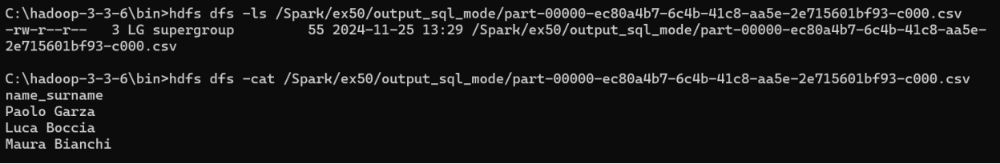 C:\hadoop-3-3-6\bin>hdfs dfs -ls /Spark/ex50/output_sql_mode/part-00000-ec80a4b7-6c4b-41c8-aa5e-2e715601bf93-c000.csv
-rw-r--r--   3 LG supergroup         55 2024-11-25 13:29 /Spark/ex50/output_sql_mode/part-00000-ec80a4b7-6c4b-41c8-aa5e-
2e715601bf93-c000.csv
C:\hadoop-3-3-6\bin>hdfs dfs -cat /Spark/ex50/output_sql_mode/part-00000-ec80a4b7-6c4b-41c8-aa5e-2e715601bf93-c000.csv
name_surname
Paolo Garza
Luca Boccia
Maura Bianchi